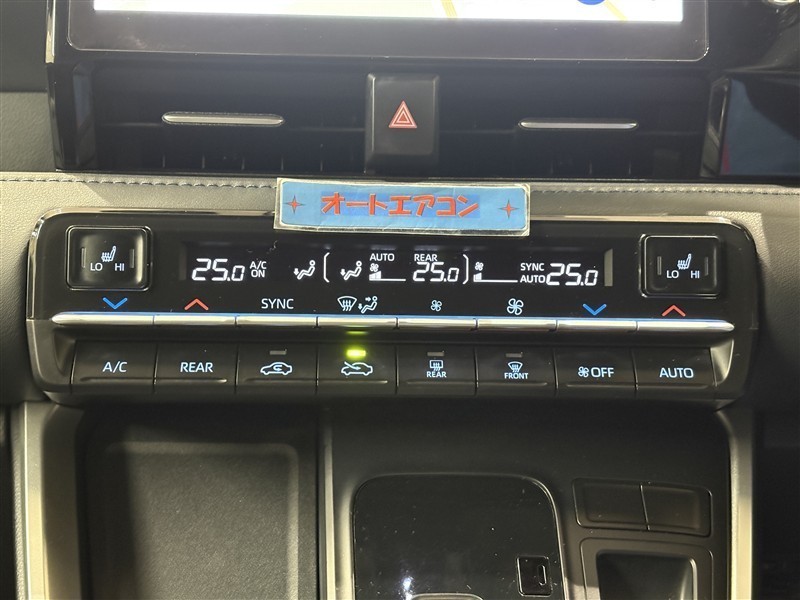 オートエアコン
LO HI
25.0 A/C ON
AUTO
REAR 25.0
SYNC
AUTO 25.0
LO HI
SYNC
A/C
REAR
REAR
FRONT
OFF
AUTO